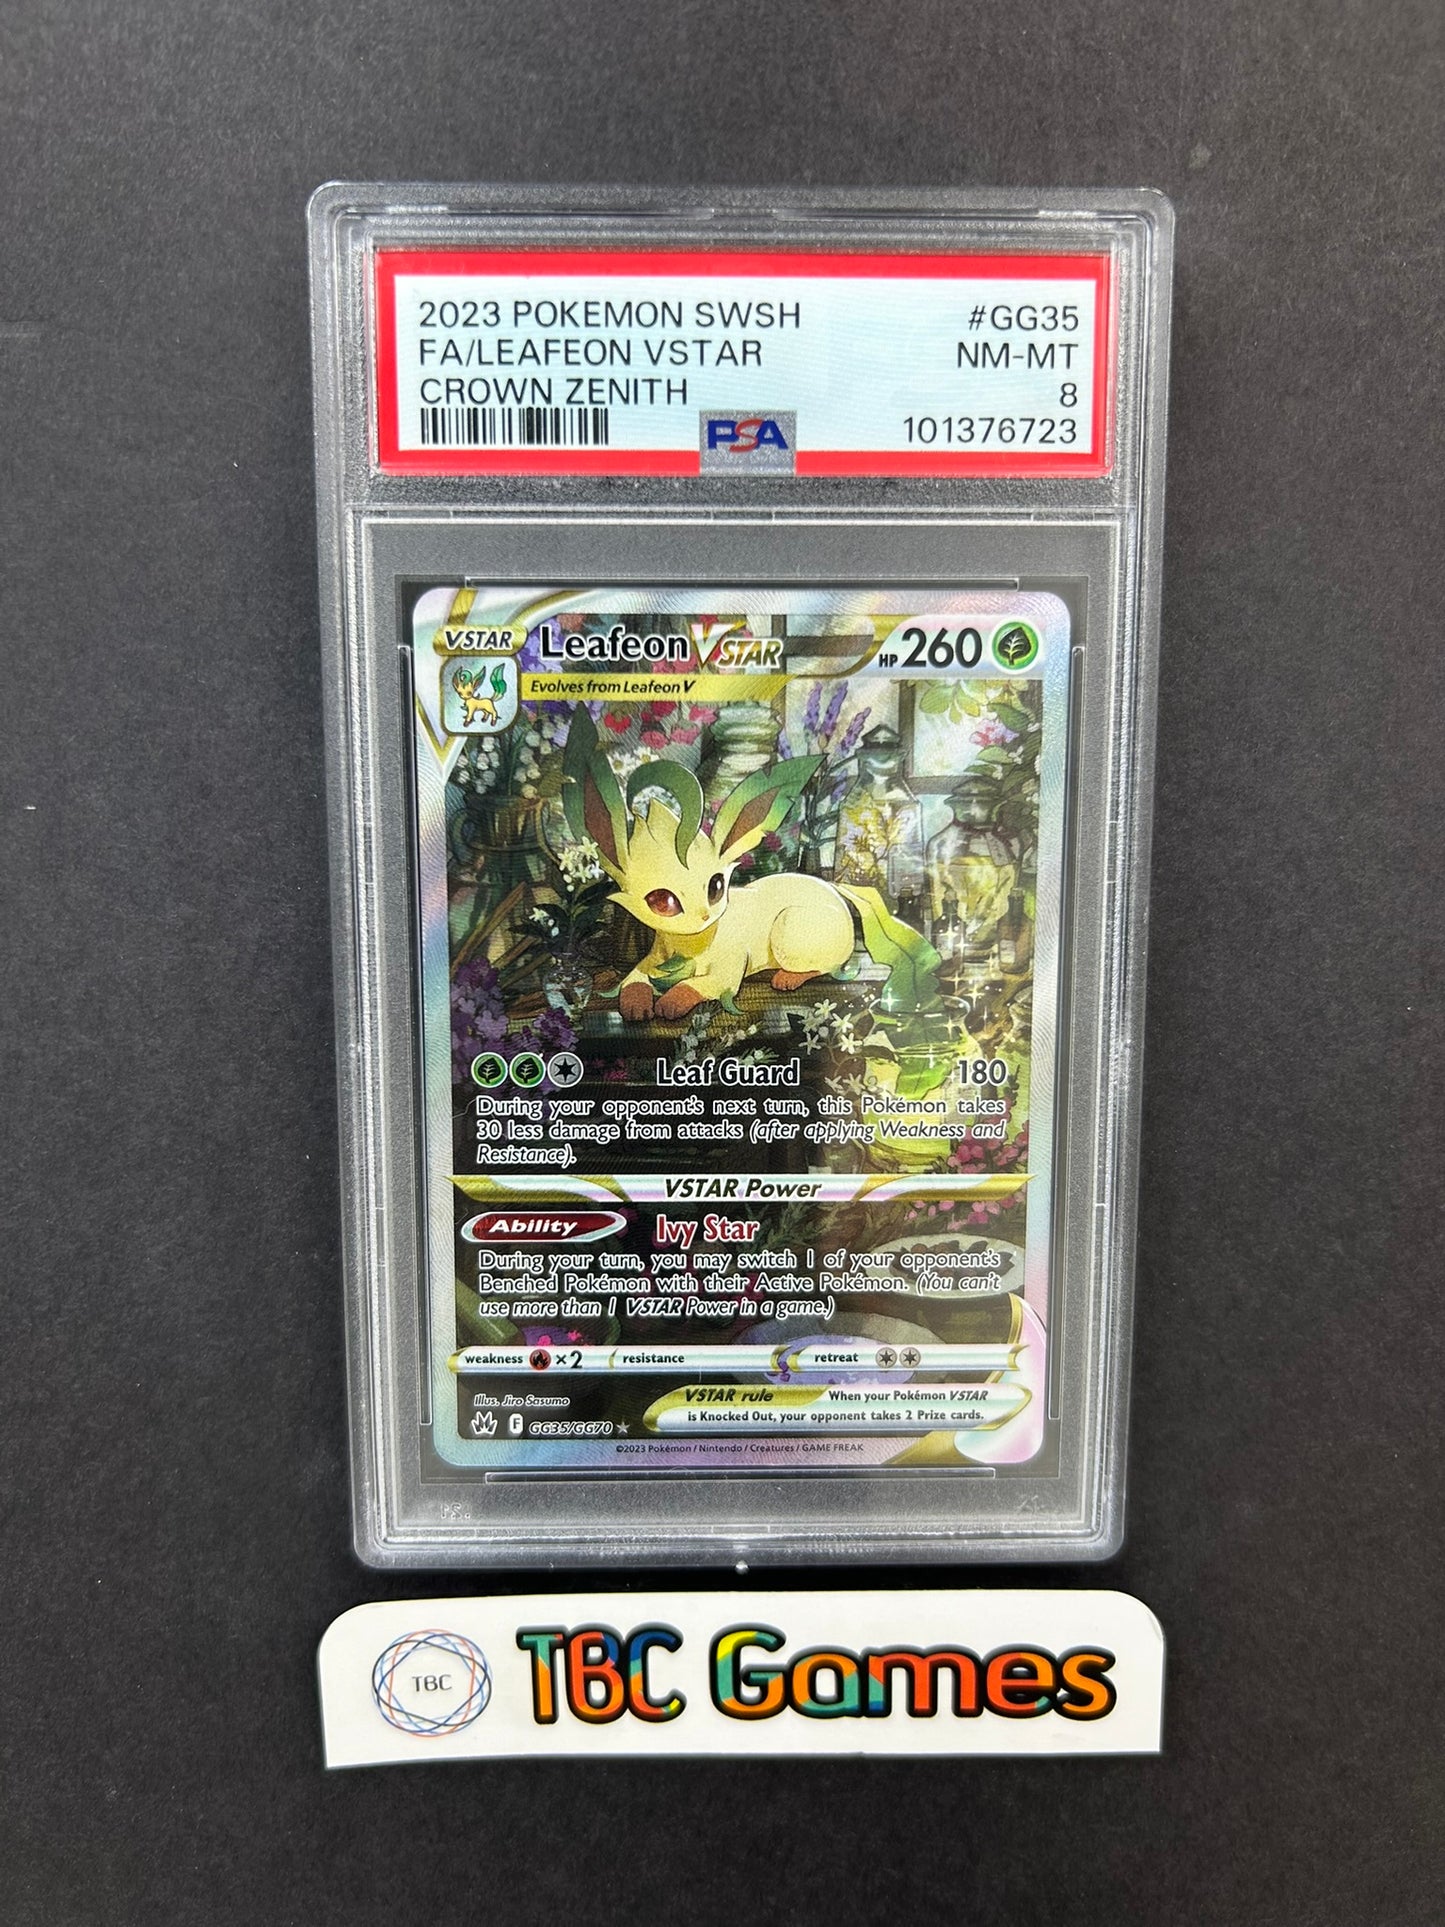 2023 POKEMON SWSH #GG35
FA/LEAFEON VSTAR NM-MT
CROWN ZENITH 8
PSA 101376723
VSTAR Leafeon VSTAR HP 260
Evolves from Leafeon V
Leaf Guard 180
During your opponent's next turn, this Pokémon takes
30 less damage from attacks (after applying Weakness and
Resistance).
VSTAR Power
Ability Ivy Star
During your turn, you may switch 1 of your opponent's
Benched Pokémon with their Active Pokémon. (You can't
use more than 1 VSTAR Power in a game.)
weakness ×2 resistance retreat
Illus. Jiro Sasumo
VSTAR rule When your Pokémon VSTAR
is Knocked Out, your opponent takes 2 Prize cards.
F GG35/GG70
©2023 Pokémon / Nintendo / Creatures / GAME FREAK
TBC TBC Games